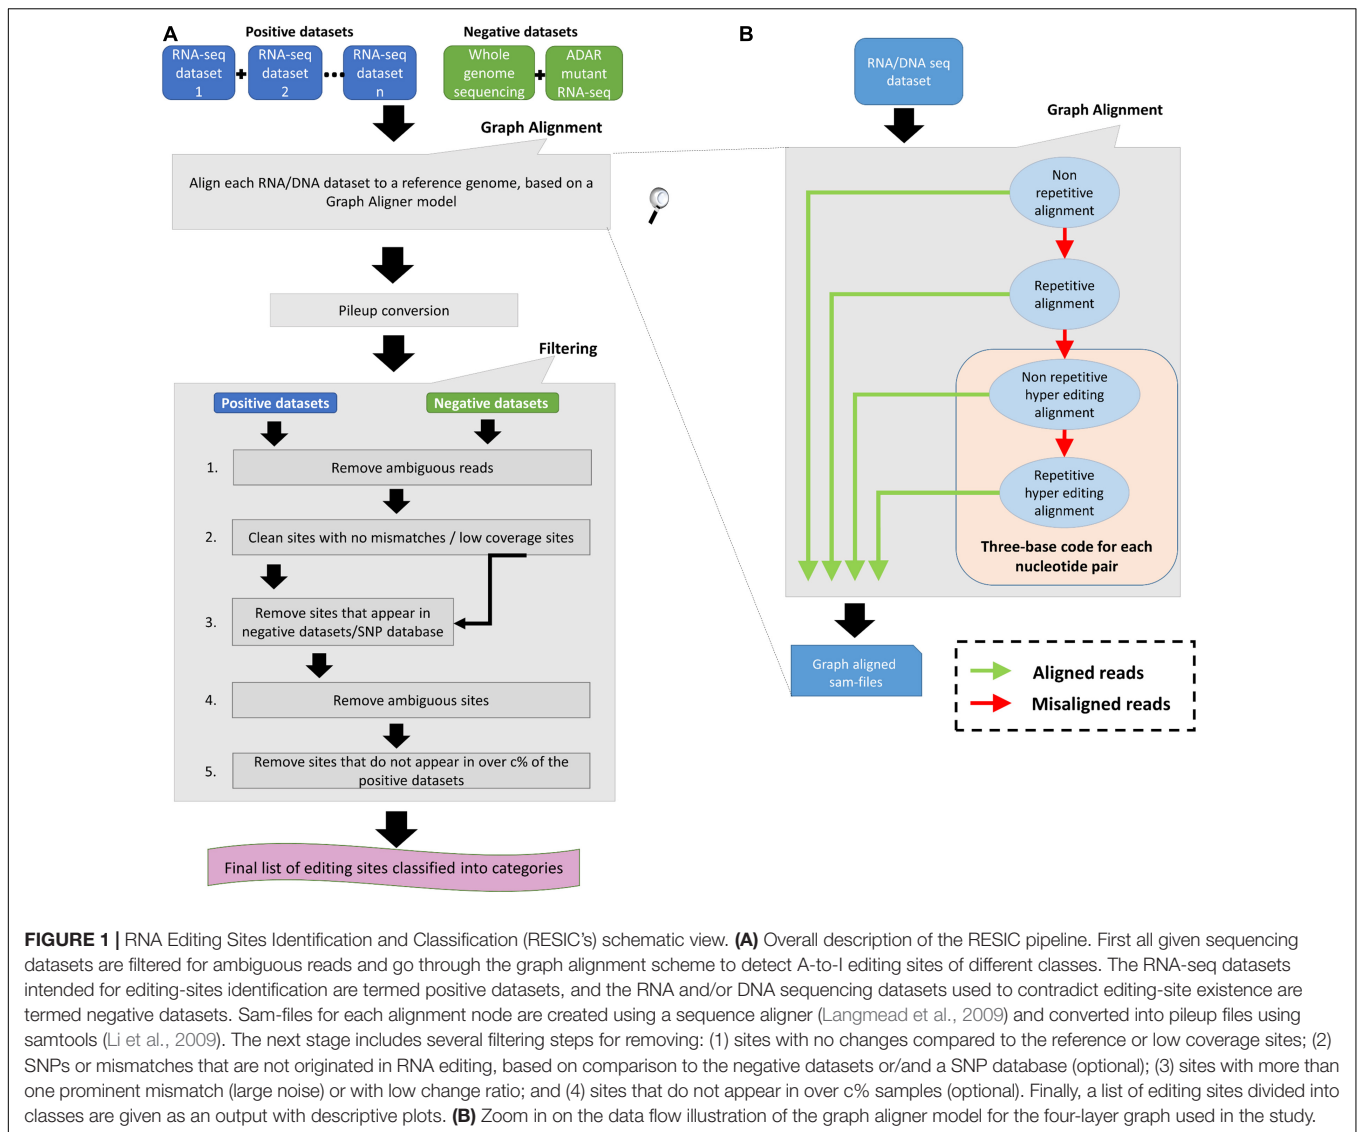 A
Positive datasets
Negative datasets
RNA-seq
dataset
1
+
RNA-seq
dataset
2
...
RNA-seq
dataset
n
Whole
genome
sequencing
+
ADAR
mutant
RNA-seq
Graph Alignment
Align each RNA/DNA dataset to a reference genome, based on a
Graph Aligner model
Pileup conversion
Filtering
Positive datasets
Negative datasets
1.
Remove ambiguous reads
2.
Clean sites with no mismatches / low coverage sites
3.
Remove sites that appear in
negative datasets/SNP database
4.
Remove ambiguous sites
5.
Remove sites that do not appear in over c% of the
positive datasets
Final list of editing sites classified into categories
B
RNA/DNA seq
dataset
Graph Alignment
Non
repetitive
alignment
Repetitive
alignment
Non repetitive
hyper editing
alignment
Repetitive
hyper editing
alignment
Three-base code for each
nucleotide pair
Graph aligned
sam-files
Aligned reads
Misaligned reads
FIGURE 1 | RNA Editing Sites Identification and Classification (RESIC's) schematic view. (A) Overall description of the RESIC pipeline. First all given sequencing
datasets are filtered for ambiguous reads and go through the graph alignment scheme to detect A-to-I editing sites of different classes. The RNA-seq datasets
intended for editing-sites identification are termed positive datasets, and the RNA and/or DNA sequencing datasets used to contradict editing-site existence are
termed negative datasets. Sam-files for each alignment node are created using a sequence aligner (Langmead et al., 2009) and converted into pileup files using
samtools (Li et al., 2009). The next stage includes several filtering steps for removing: (1) sites with no changes compared to the reference or low coverage sites; (2)
SNPs or mismatches that are not originated in RNA editing, based on comparison to the negative datasets or/and a SNP database (optional); (3) sites with more than
one prominent mismatch (large noise) or with low change ratio; and (4) sites that do not appear in over c% samples (optional). Finally, a list of editing sites divided into
classes are given as an output with descriptive plots. (B) Zoom in on the data flow illustration of the graph aligner model for the four-layer graph used in the study.